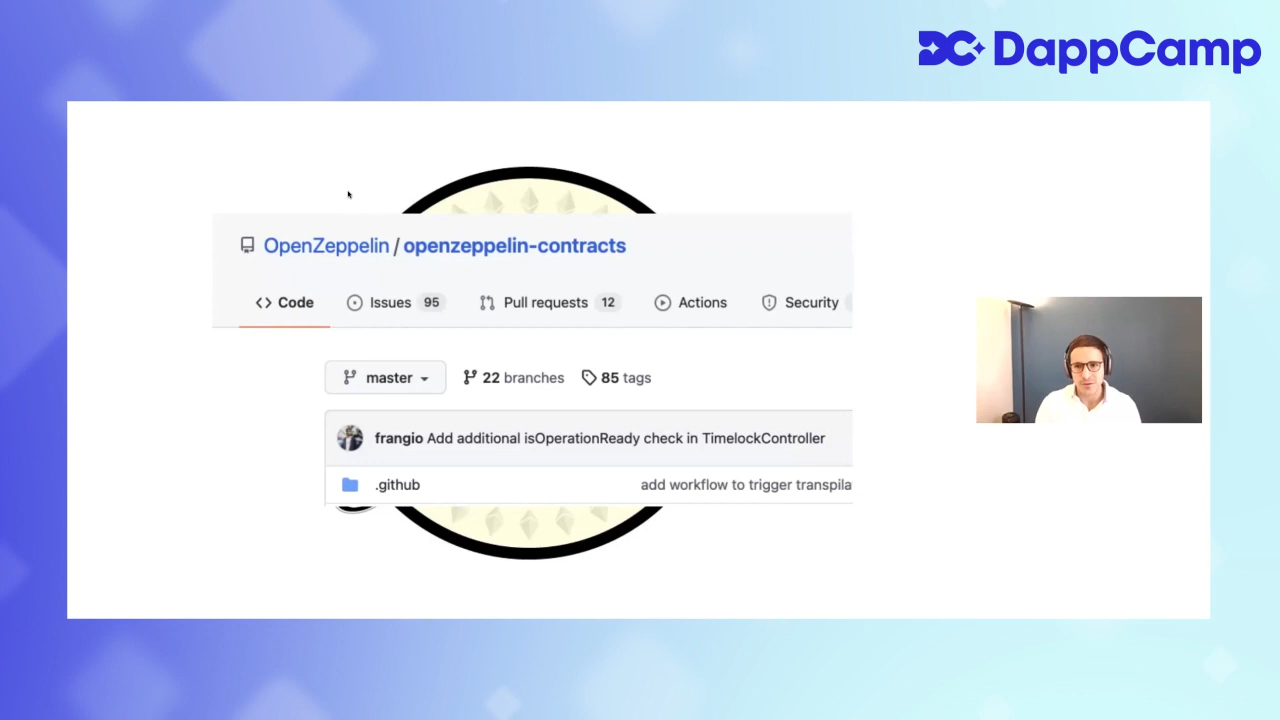 DappCamp
OpenZeppelin / openzeppelin-contracts
Code Issues 95 Pull requests 12 Actions Security
master 22 branches 85 tags
frangio Add additional isOperationReady check in TimelockController
.github add workflow to trigger transpila